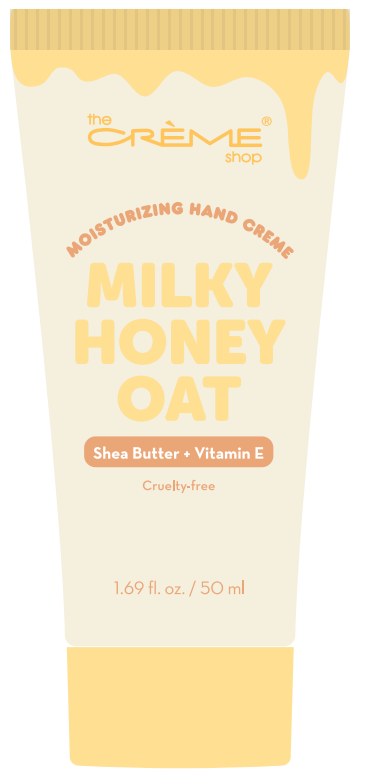 the
CRÈME®
shop
MOISTURIZING HAND CREME
MILKY
HONEY
OAT
Shea Butter + Vitamin E
Cruelty-free
1.69 fl. oz. / 50 ml